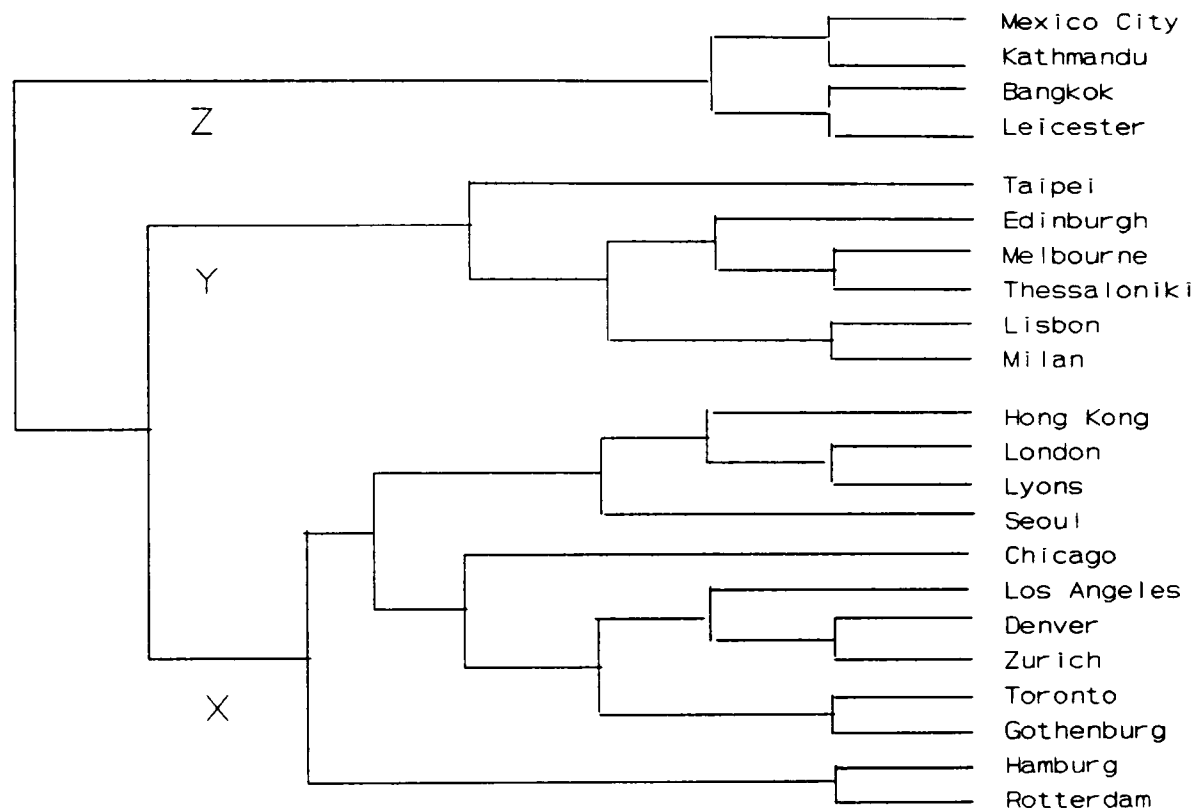 Mexico City
Kathmandu
Bangkok
Z
Leicester
Taipei
Edinburgh
Melbourne
Y
Thessaloniki
Lisbon
Milan
Hong Kong
London
Lyons
Seoul
Chicago
Los Angeles
Denver
Zurich
X
Toronto
Gothenburg
Hamburg
Rotterdam